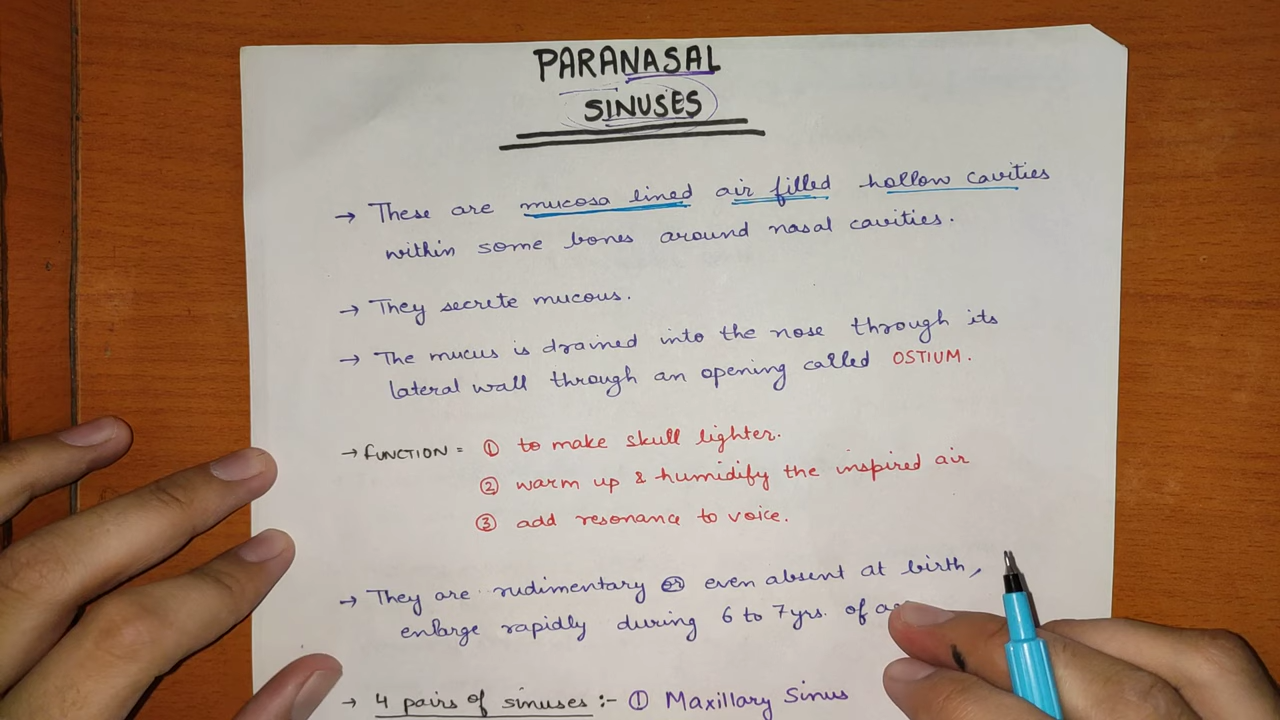 PARANASAL
SINUSES
→ These are mucosa lined air filled hollow cavities
within some bones around nasal cavities.
→ They secrete mucous.
→ The mucus is drained into the nose through its
lateral wall through an opening called OSTIUM.
→ FUNCTION = ① to make skull lighter.
② warm up & humidify the inspired air
③ add resonance to voice.
→ They are rudimentary or even absent at birth,
enlarge rapidly during 6 to 7yrs. of
→ 4 pairs of sinuses :- ① Maxillary Sinus